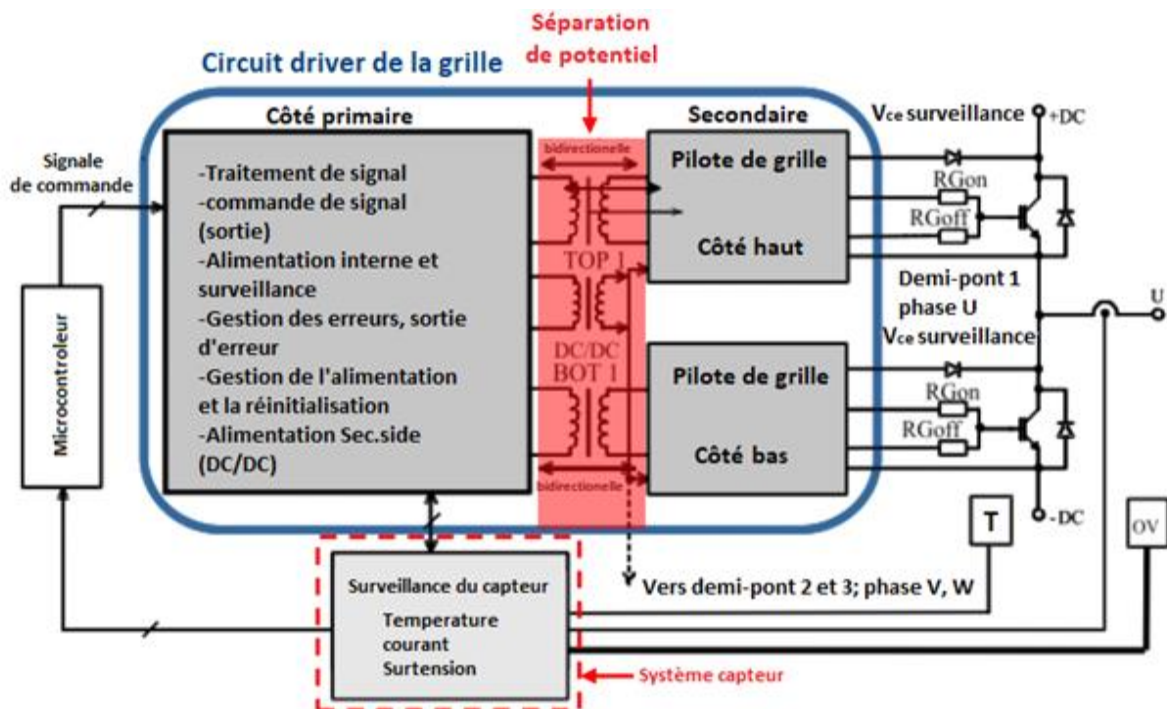 Séparation
de potentiel
Circuit driver de la grille
Côté primaire
Secondaire
Vce surveillance
+DC
Signale
de commande
bidirectionelle
-Traitement de signal
-commande de signal
(sortie)
-Alimentation interne et
surveillance
-Gestion des erreurs, sortie
d'erreur
-Gestion de l'alimentation
et la réinitialisation
-Alimentation Sec.side
(DC/DC)
Pilote de grille
Côté haut
RGon
RGoff
TOP 1
Demi-pont 1
phase U
U
Vce surveillance
DC/DC
BOT 1
Pilote de grille
Côté bas
RGon
RGoff
Microcontroleur
bidirectionelle
-DC
T
OV
Surveillance du capteur
Temperature
courant
Surtension
Vers demi-pont 2 et 3; phase V, W
Système capteur